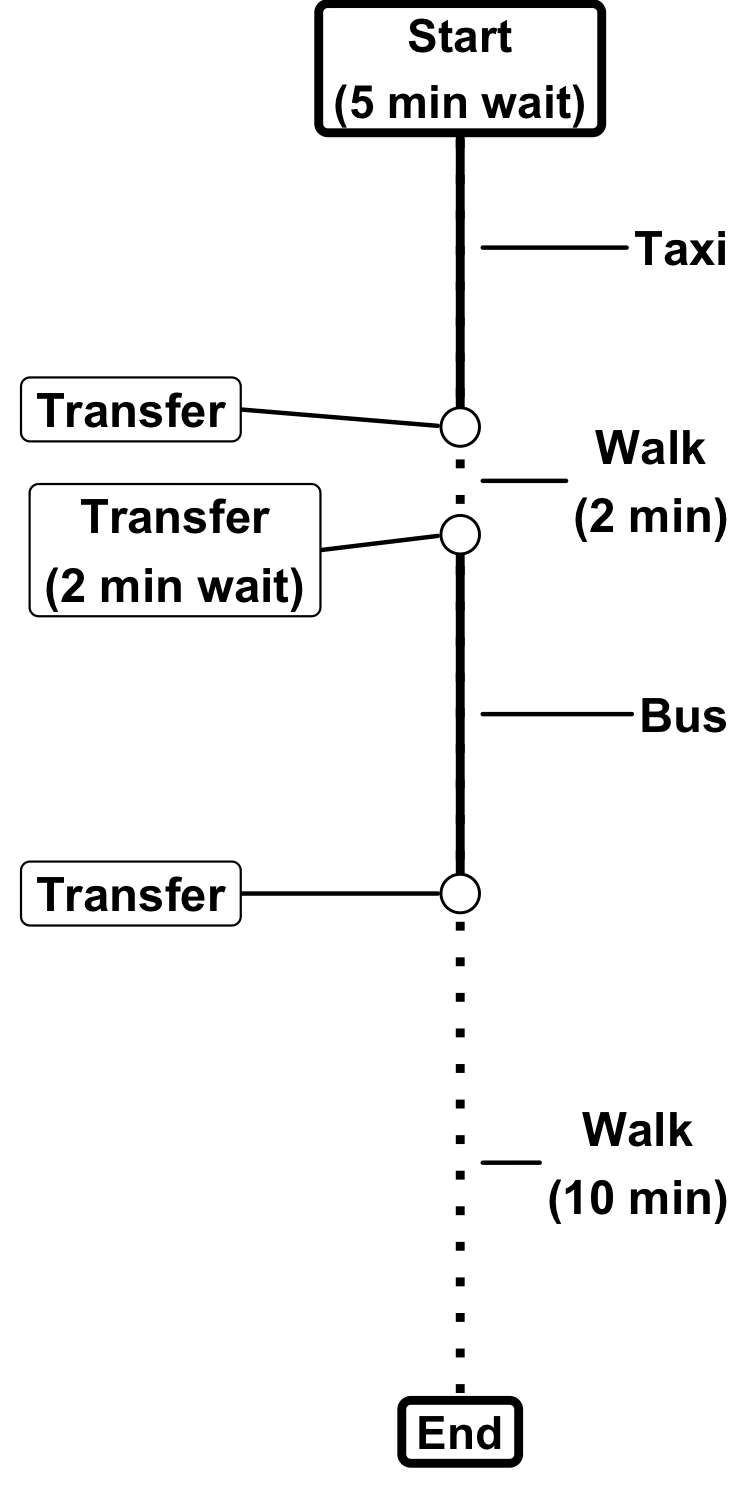 Start
(5 min wait)
Taxi
Transfer
Walk
(2 min)
Transfer
(2 min wait)
Bus
Transfer
Walk
(10 min)
End